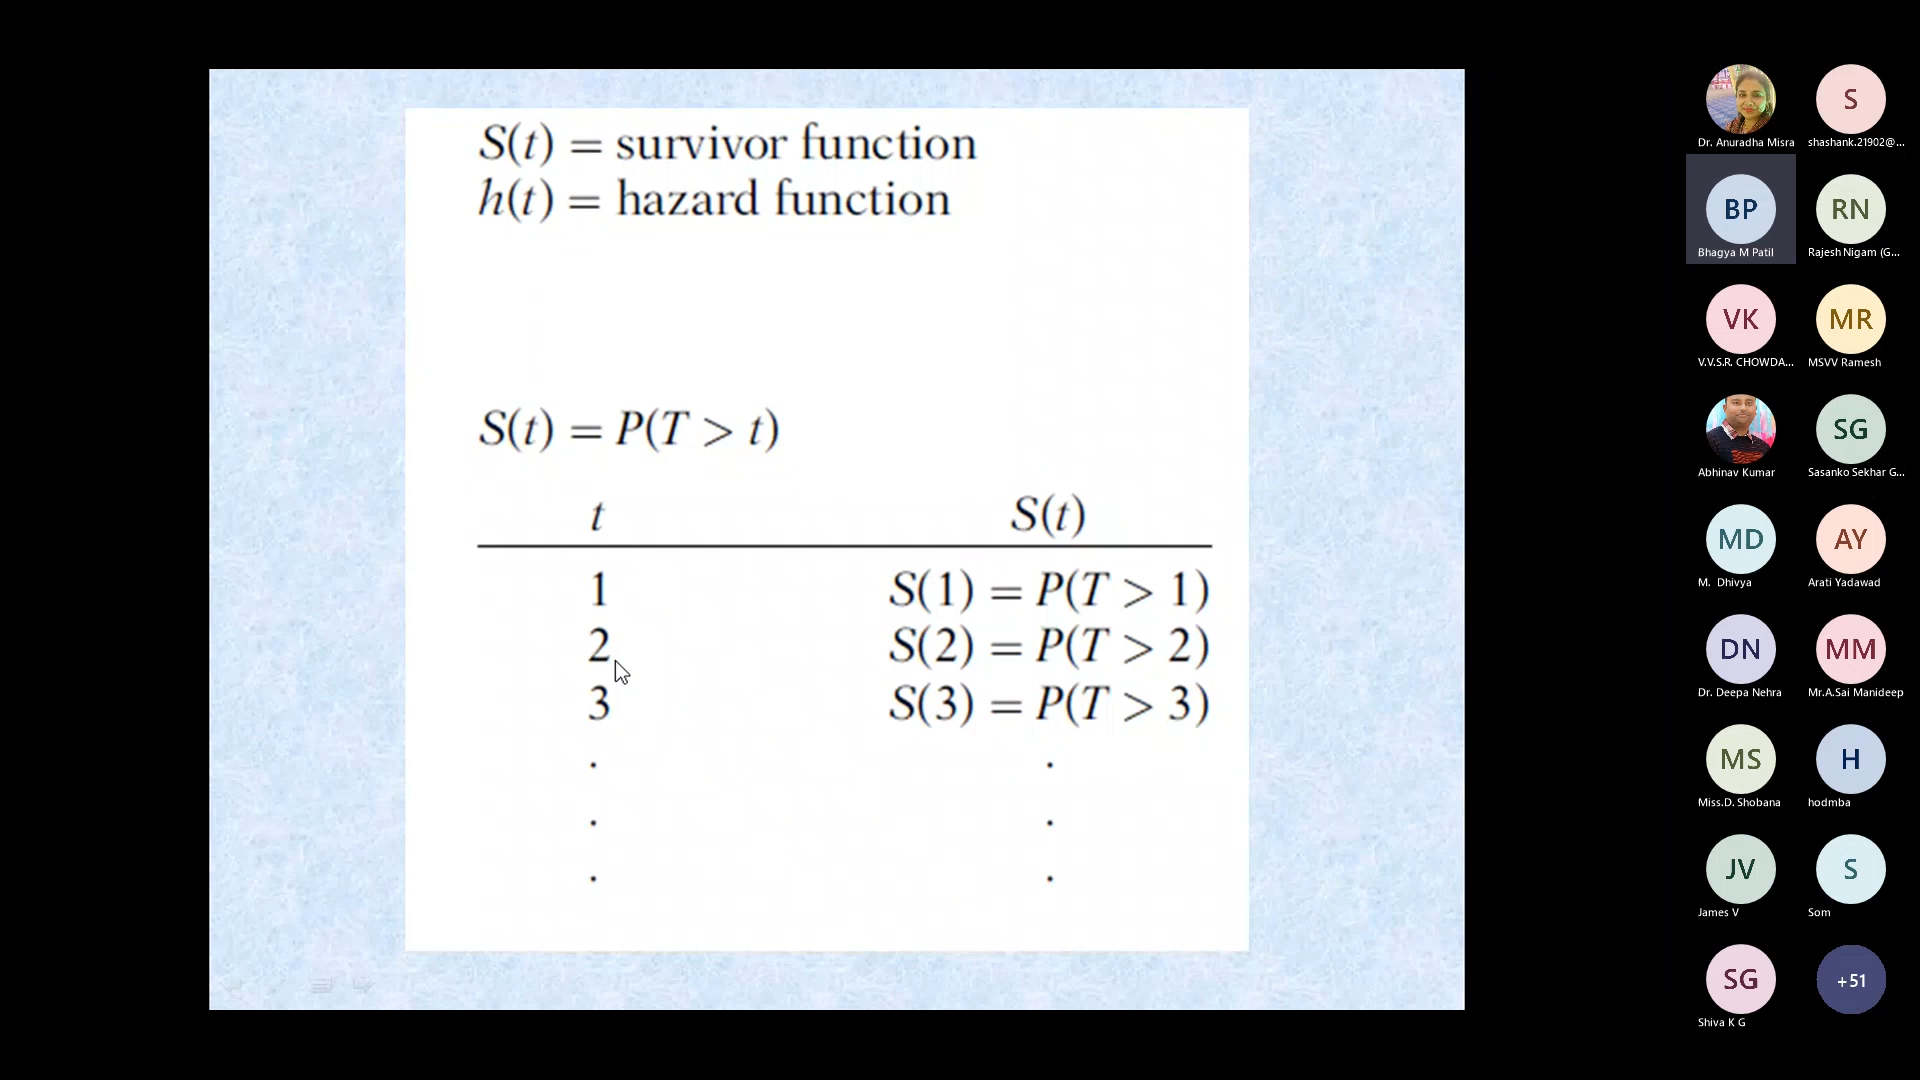 S(t) = survivor function
h(t) = hazard function
S(t) = P(T > t)
t S(t)
1 S(1) = P(T > 1)
2 S(2) = P(T > 2)
3 S(3) = P(T > 3)
. .
. .
. .
S
Dr. Anuradha Misra shashank.21902@...
BP RN
Bhagya M Patil Rajesh Nigam (G...
VK MR
V.V.S.R. CHOWDA... MSVV Ramesh
SG
Abhinav Kumar Sasanko Sekhar G...
MD AY
M. Dhivya Arati Yadawad
DN MM
Dr. Deepa Nehra Mr.A.Sai Manideep
MS H
Miss.D. Shobana hodmba
JV S
James V Som
SG +51
Shiva K G